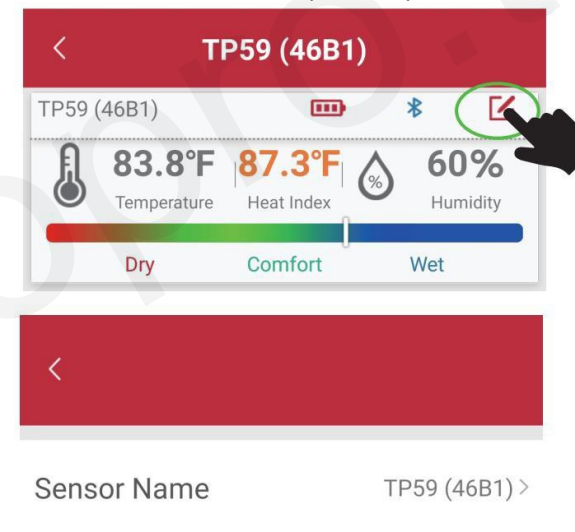 TP59 (46B1)
TP59 (46B1)
83.8°F 87.3°F % 60%
Temperature Heat Index Humidity
Dry Comfort Wet
Sensor Name TP59 (46B1)